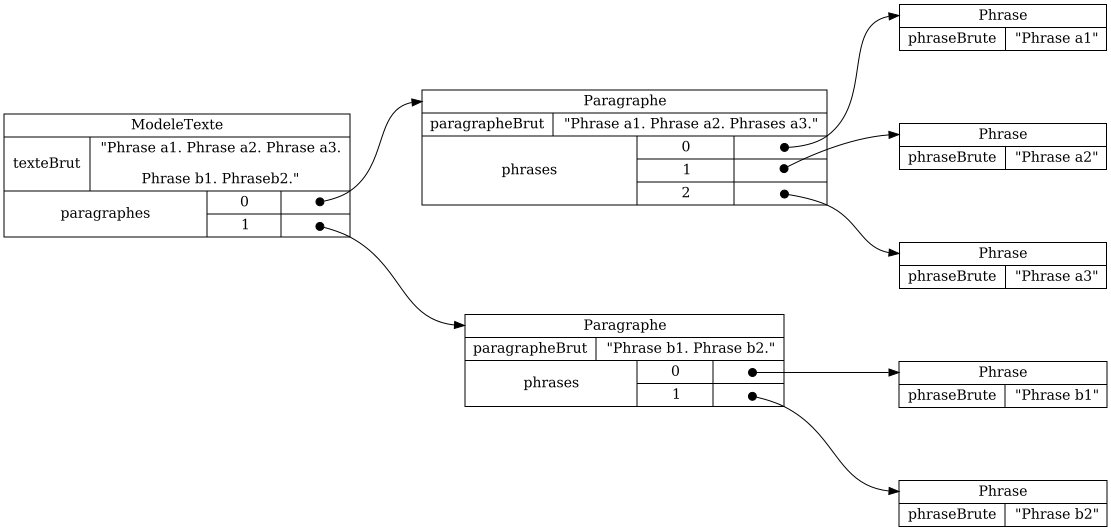 ModeleTexte
texteBrut
"Phrase a1. Phrase a2. Phrase a3.
Phrase b1. Phraseb2."
paragraphes
0
1
Paragraphe
paragrapheBrut "Phrase a1. Phrase a2. Phrases a3."
phrases
0
1
2
Paragraphe
paragrapheBrut "Phrase b1. Phrase b2."
phrases
0
1
Phrase
phraseBrute "Phrase a1"
Phrase
phraseBrute "Phrase a2"
Phrase
phraseBrute "Phrase a3"
Phrase
phraseBrute "Phrase b1"
Phrase
phraseBrute "Phrase b2"